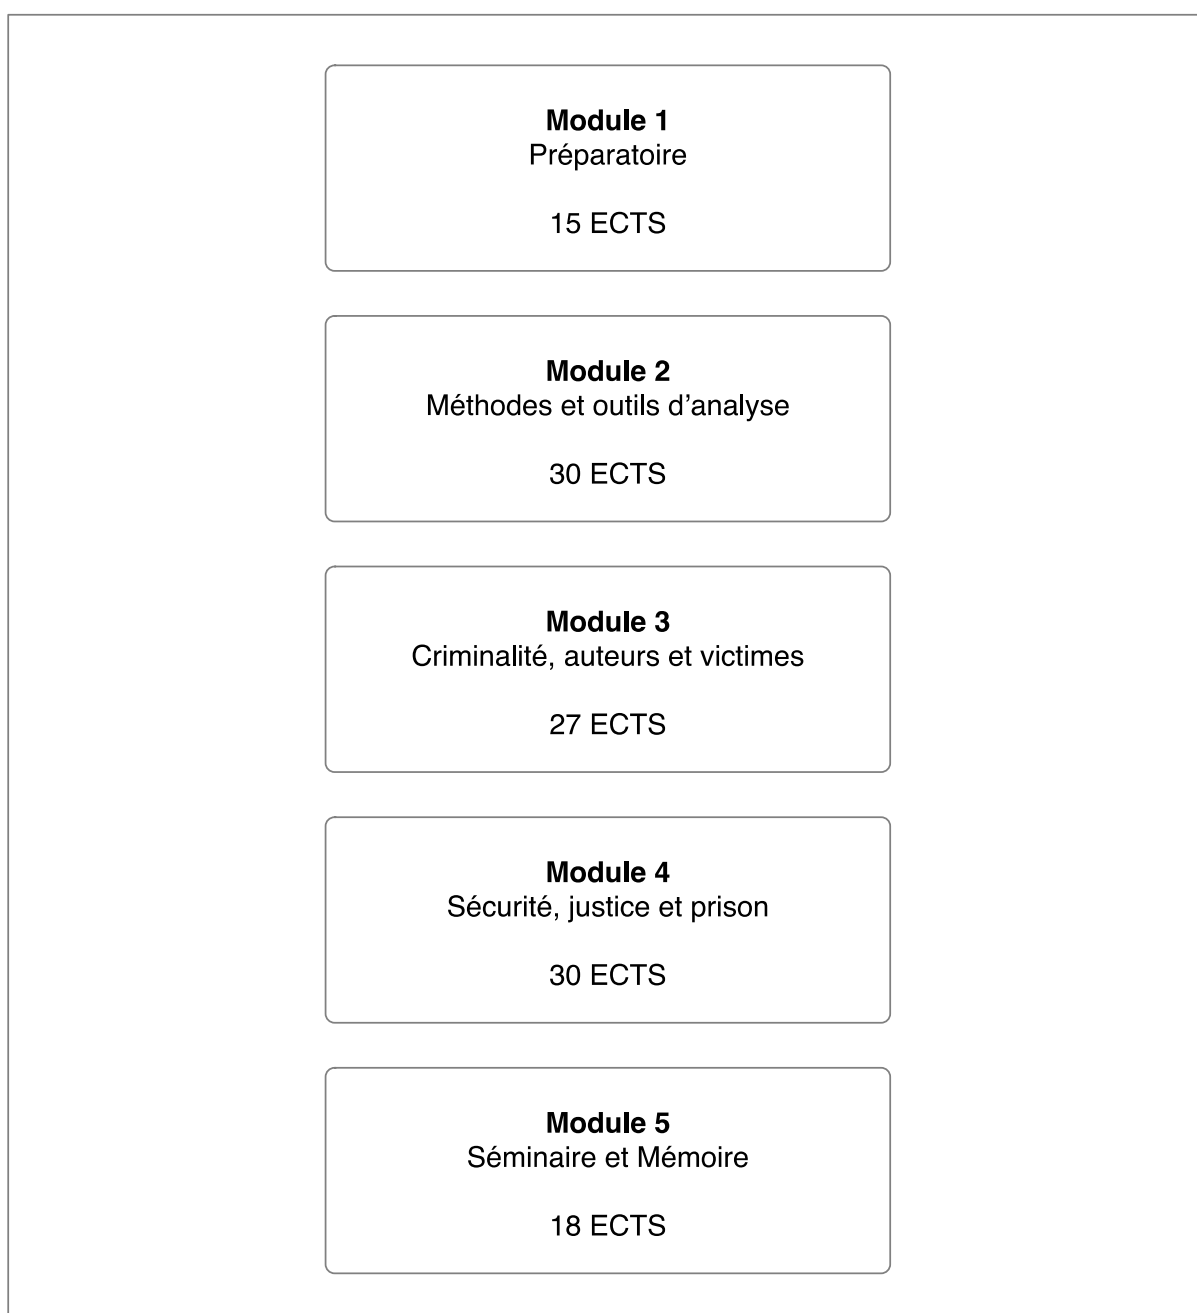 Module 1
Préparatoire
15 ECTS
Module 2
Méthodes et outils d’analyse
30 ECTS
Module 3
Criminalité, auteurs et victimes
27 ECTS
Module 4
Sécurité, justice et prison
30 ECTS
Module 5
Séminaire et Mémoire
18 ECTS